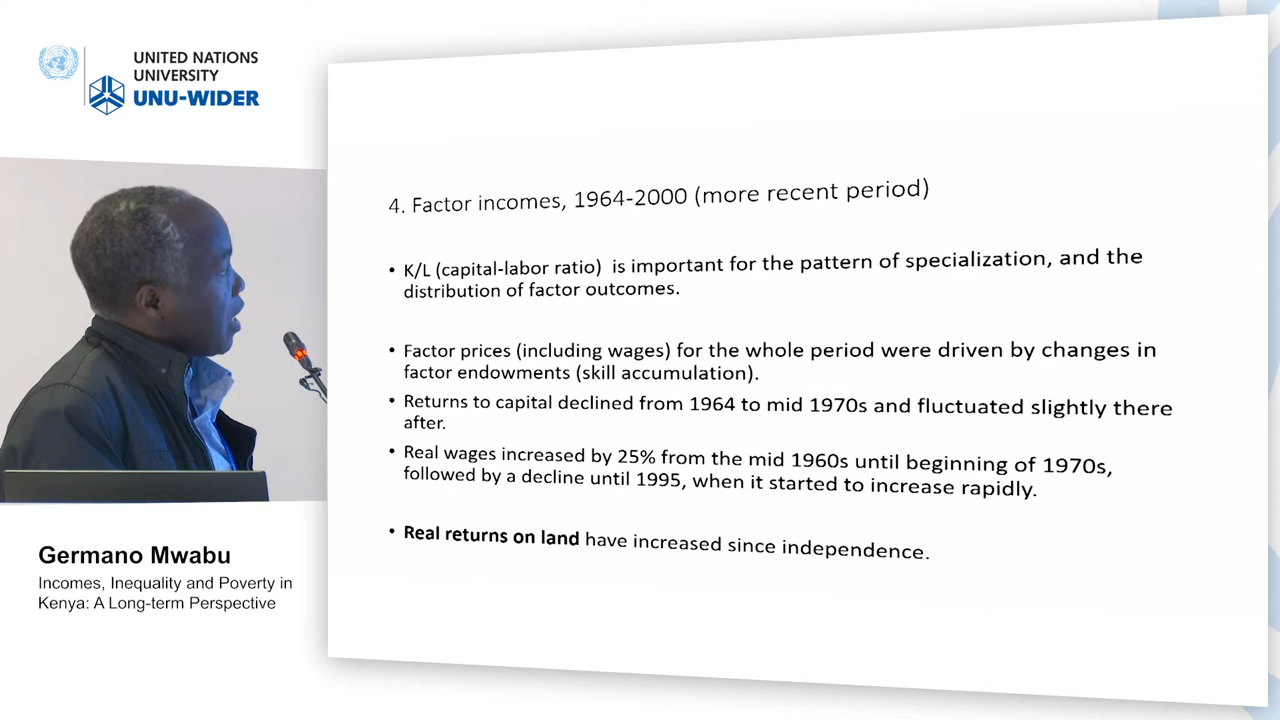 UNITED NATIONS
UNIVERSITY
UNU-WIDER
4. Factor incomes, 1964-2000 (more recent period)
• K/L (capital-labor ratio)  is important for the pattern of specialization, and the
distribution of factor outcomes.
• Factor prices (including wages) for the whole period were driven by changes in
factor endowments (skill accumulation).
• Returns to capital declined from 1964 to mid 1970s and fluctuated slightly there
after.
• Real wages increased by 25% from the mid 1960s until beginning of 1970s,
followed by a decline until 1995, when it started to increase rapidly.
• Real returns on land have increased since independence.
Germano Mwabu
Incomes, Inequality and Poverty in
Kenya: A Long-term Perspective